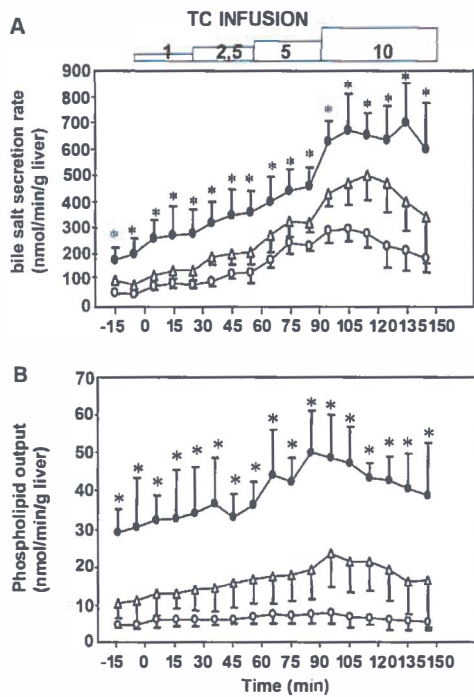 TC INFUSION
A
1 2,5 5 10
bile salt secretion rate
(nmol/min/g liver)
900
800
700
600
500
400
300
200
100
0
-15 0 15 25 30 45 55 60 75 90 105 120 135 150
B
Phospholipid output
(nmol/min/g liver)
70
60
50
40
30
20
10
0
-15 0 15 30 45 60 75 90 105 120 135 145 150
Time (min)